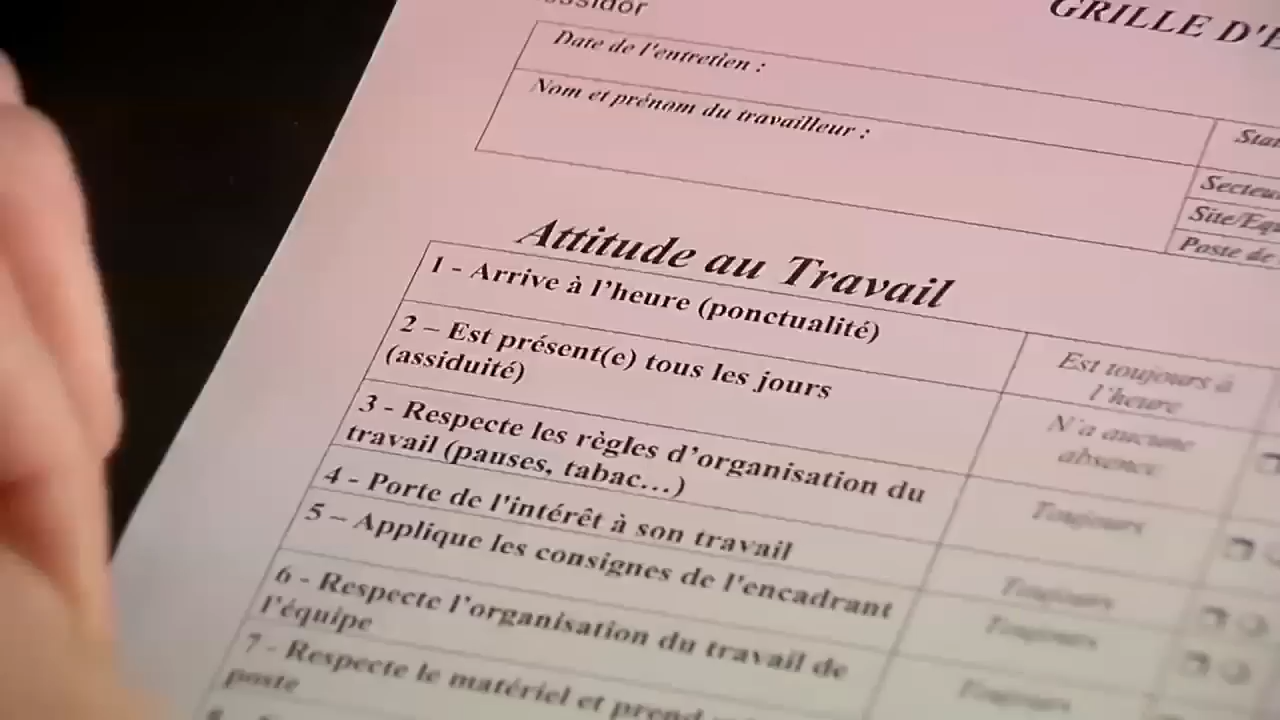 GRILLE
Date de l'entretien :
Nom et prénom du travailleur :
Site/
Poste de
Attitude au Travail
1 - Arrive à l'heure (ponctualité)
Est toujours à
l'heure
2 – Est présent(e) tous les jours
(assiduité)
N'a aucune
absence
3 - Respecte les règles d'organisation du
travail (pauses, tabac…)
Toujours
4 - Porte de l'intérêt à son travail
Toujours
5 – Applique les consignes de l'encadrant
Toujours
6 - Respecte l'organisation du travail de
l'équipe
Toujours
7 - Respecte le matériel et prend
poste